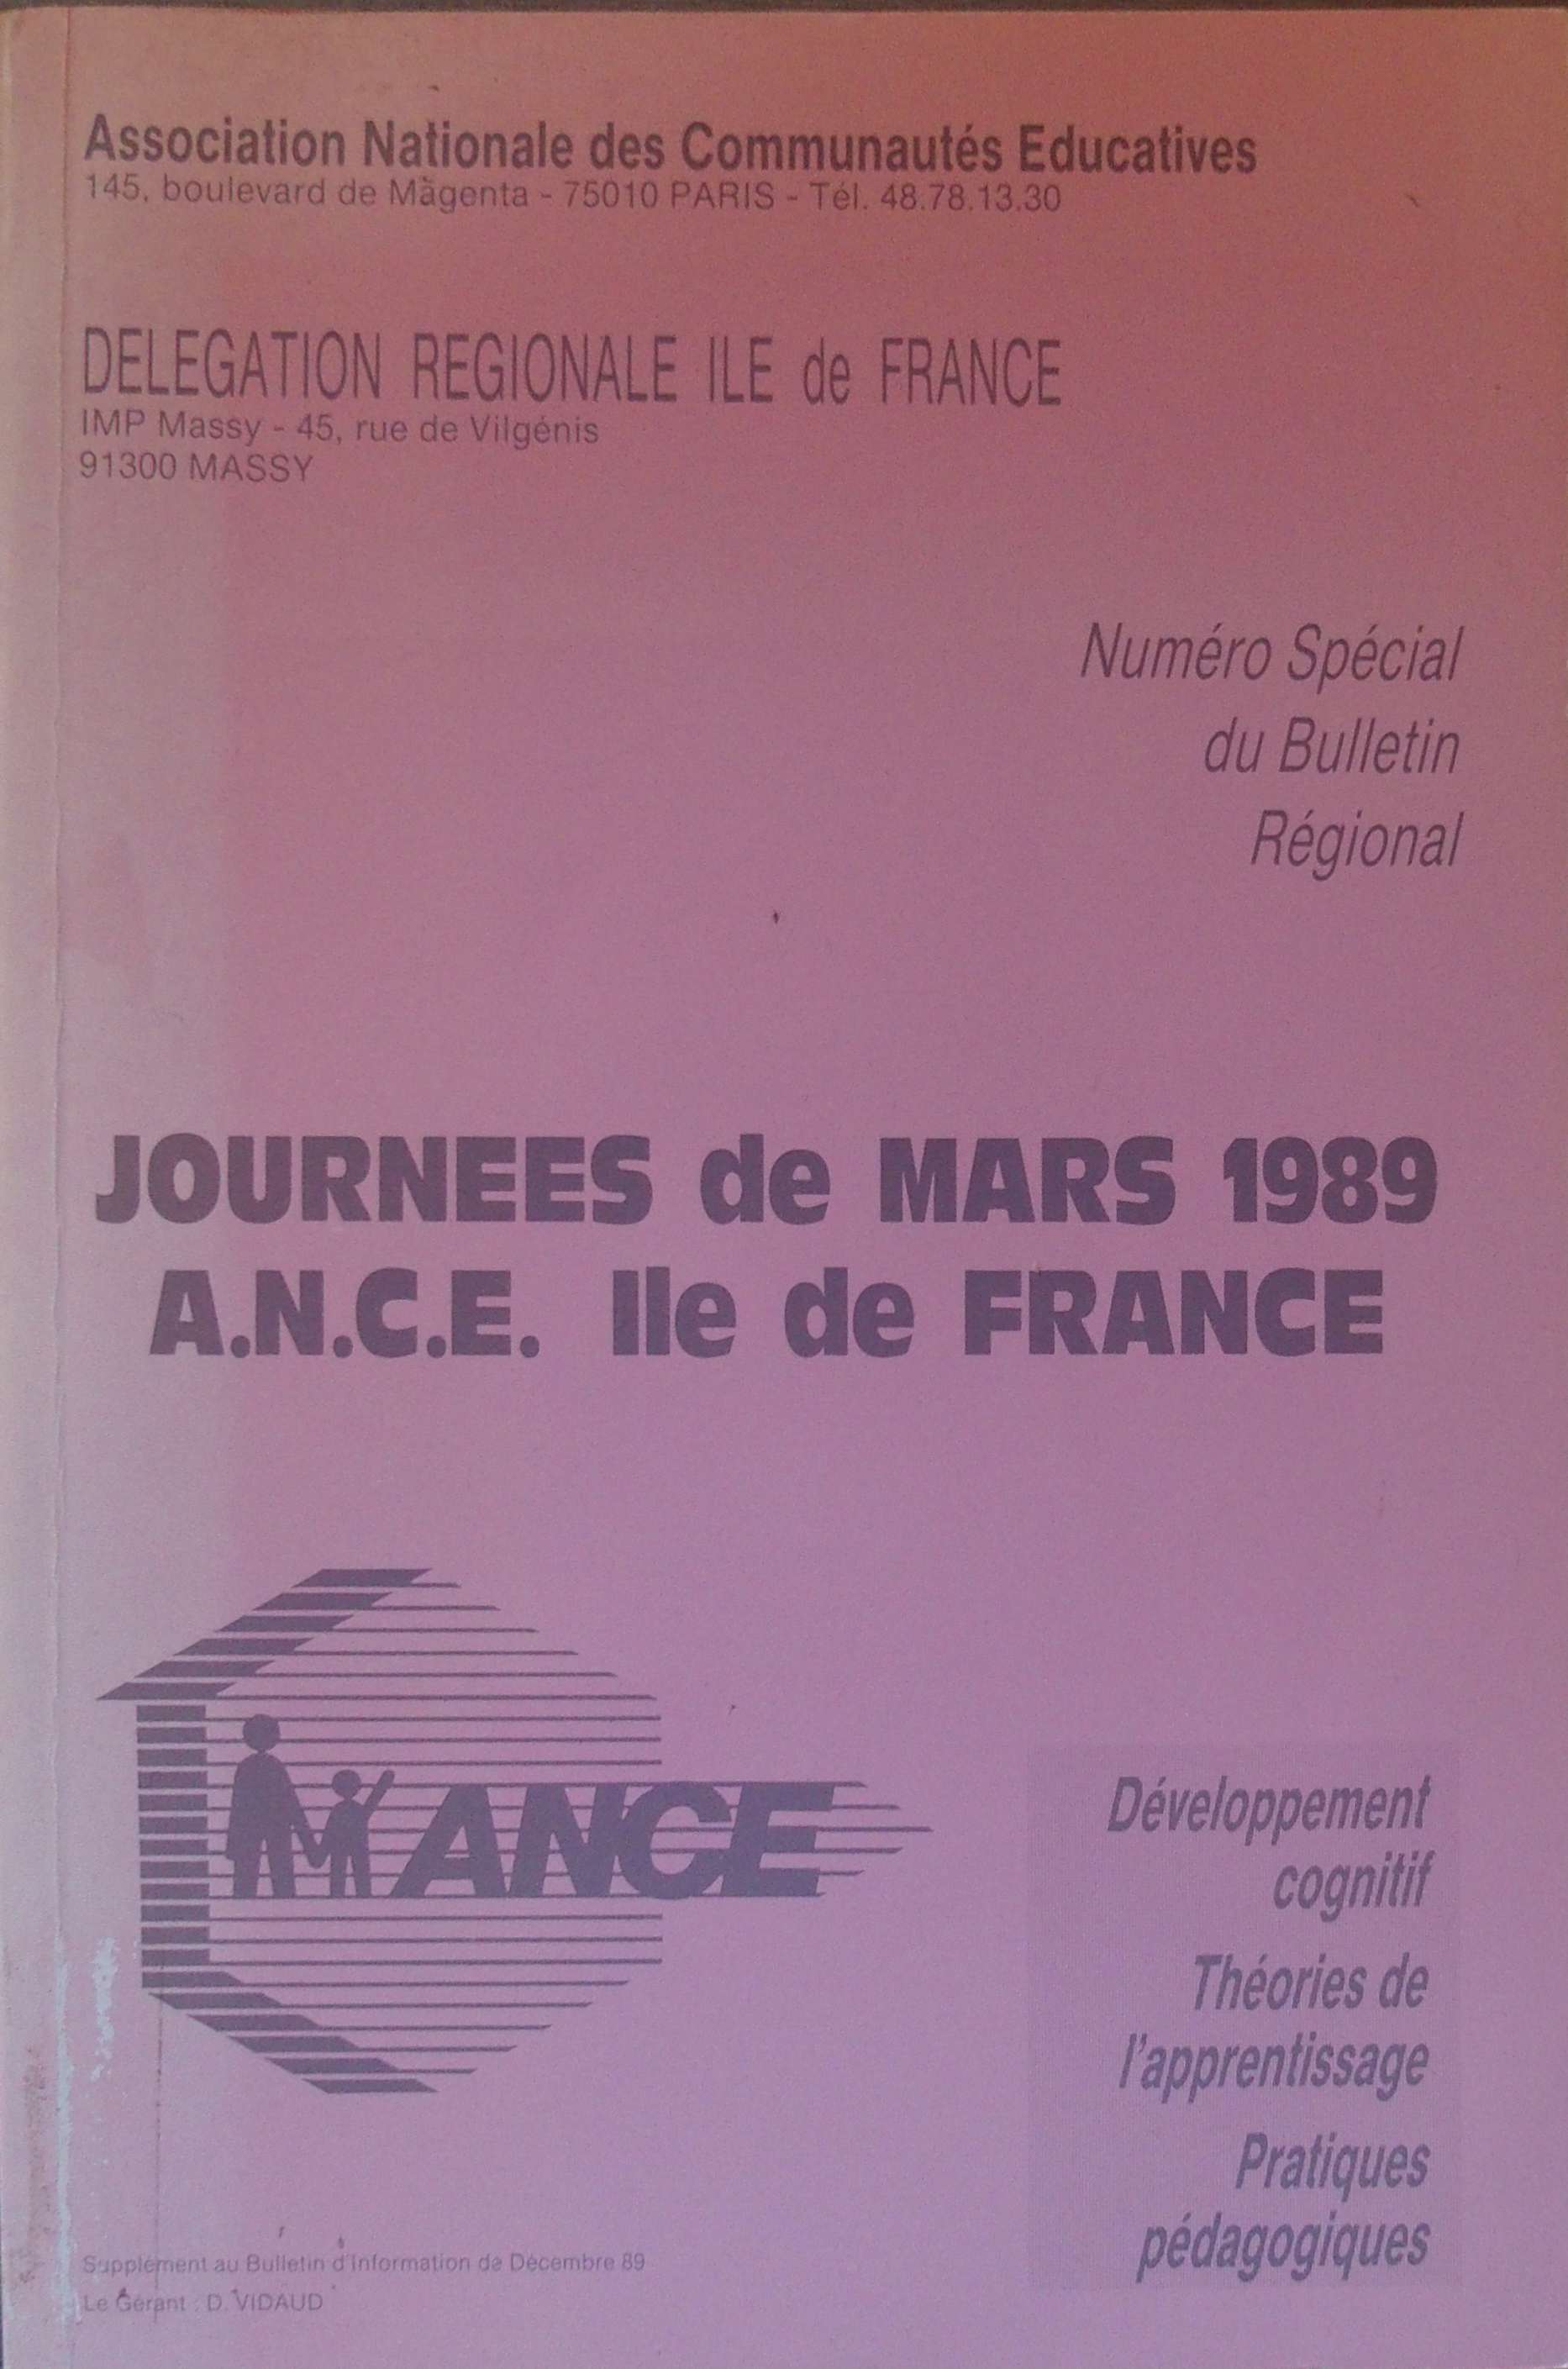 Association Nationale des Communautés Educatives
145, boulevard de Magenta - 75010 PARIS - Tél. 48.78.13.30
DELEGATION REGIONALE ILE de FRANCE
IMP Massy - 45, rue de Vilgénis
91300 MASSY
Numéro Spécial
du Bulletin
Régional
JOURNEES de MARS 1989
A.N.C.E. Ile de FRANCE
ANCE
Développement
cognitif
Théories de
l'apprentissage
Pratiques
pédagogiques
Supplément au Bulletin d'Information de Décembre 89
Le Gérant : D. VIDAUD